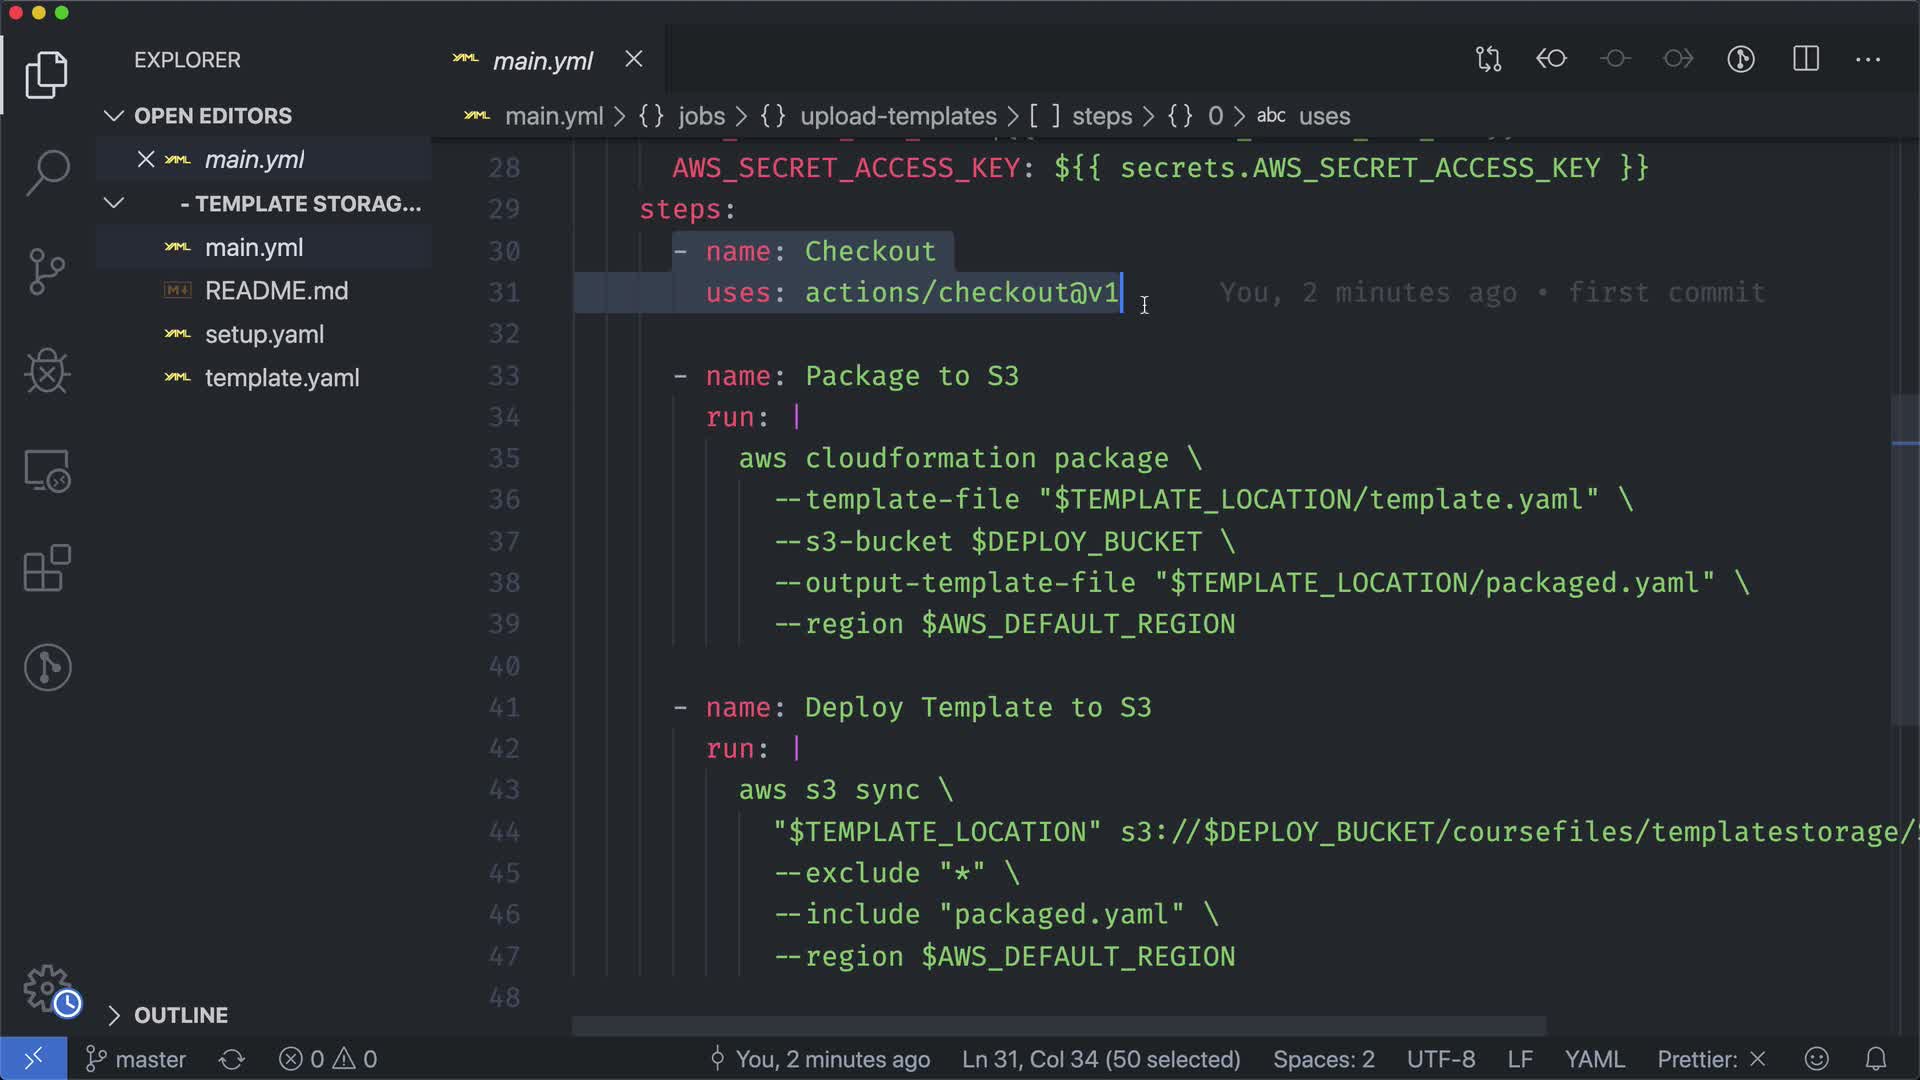 EXPLORER
OPEN EDITORS
main.yml
- TEMPLATE STORAG...
main.yml
README.md
setup.yaml
template.yaml
OUTLINE
main.yml
main.yml > {} jobs > {} upload-templates > [ ] steps > {} 0 > abc uses
28 AWS_SECRET_ACCESS_KEY: ${{ secrets.AWS_SECRET_ACCESS_KEY }}
29 steps:
30 - name: Checkout
31 uses: actions/checkout@v1 You, 2 minutes ago • first commit
32
33 - name: Package to S3
34 run: |
35 aws cloudformation package \
36 --template-file "$TEMPLATE_LOCATION/template.yaml" \
37 --s3-bucket $DEPLOY_BUCKET \
38 --output-template-file "$TEMPLATE_LOCATION/packaged.yaml" \
39 --region $AWS_DEFAULT_REGION
40
41 - name: Deploy Template to S3
42 run: |
43 aws s3 sync \
44 "$TEMPLATE_LOCATION" s3://$DEPLOY_BUCKET/coursefiles/templatestorage/
45 --exclude "*" \
46 --include "packaged.yaml" \
47 --region $AWS_DEFAULT_REGION
48
master 0 0 You, 2 minutes ago Ln 31, Col 34 (50 selected) Spaces: 2 UTF-8 LF YAML Prettier: ×